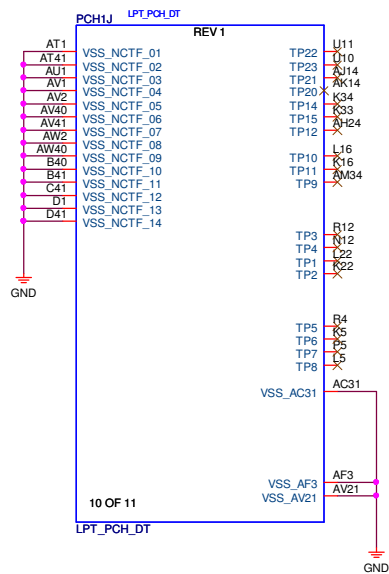 PCH1J LPT_PCH_DT
REV 1
AT1 VSS_NCTF_01 TP22 U11
AT41 VSS_NCTF_02 TP23 U10
AU1 VSS_NCTF_03 TP21 AJ14
AV1 VSS_NCTF_04 TP20 AK14
AV2 VSS_NCTF_05 TP14 K34
AV40 VSS_NCTF_06 TP15 K33
AV41 VSS_NCTF_07 TP12 AH24
AW2 VSS_NCTF_08
AW40 VSS_NCTF_09 TP10 L16
B40 VSS_NCTF_10 TP11 K16
B41 VSS_NCTF_11 TP9 AM34
C41 VSS_NCTF_12
D1 VSS_NCTF_13
D41 VSS_NCTF_14
TP3 R12
TP4 N12
TP1 L22
TP2 K22
GND
TP5 R4
TP6 K5
TP7 P5
TP8 L5
VSS_AC31 AC31
VSS_AF3 AF3
VSS_AV21 AV21
10 OF 11
LPT_PCH_DT
GND